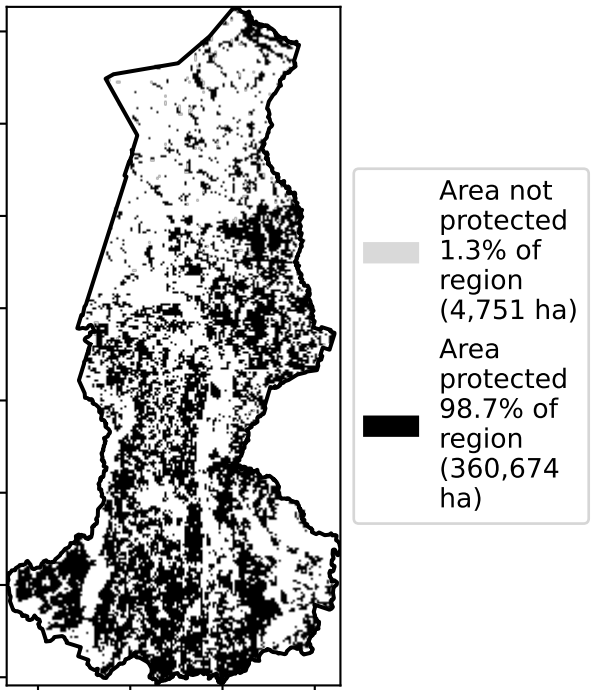 Area not
protected
1.3% of
region
(4,751 ha)
Area
protected
98.7% of
region
(360,674
ha)